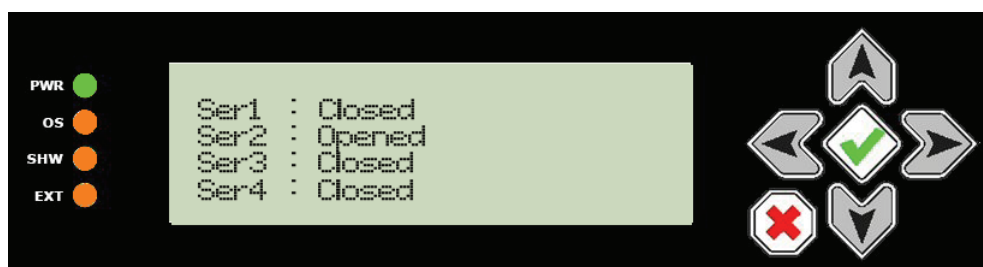 PWR
OS
SHW
EXT
Ser1 : Closed
Ser2 : Opened
Ser3 : Closed
Ser4 : Closed